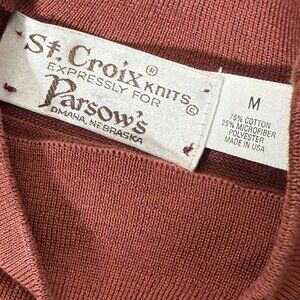 St. Croix® KNITS©
EXPRESSLY FOR
Parsow's
OMAHA, NEBRASKA
M
75% COTTON
25% MICROFIBER
POLYESTER
MADE IN USA